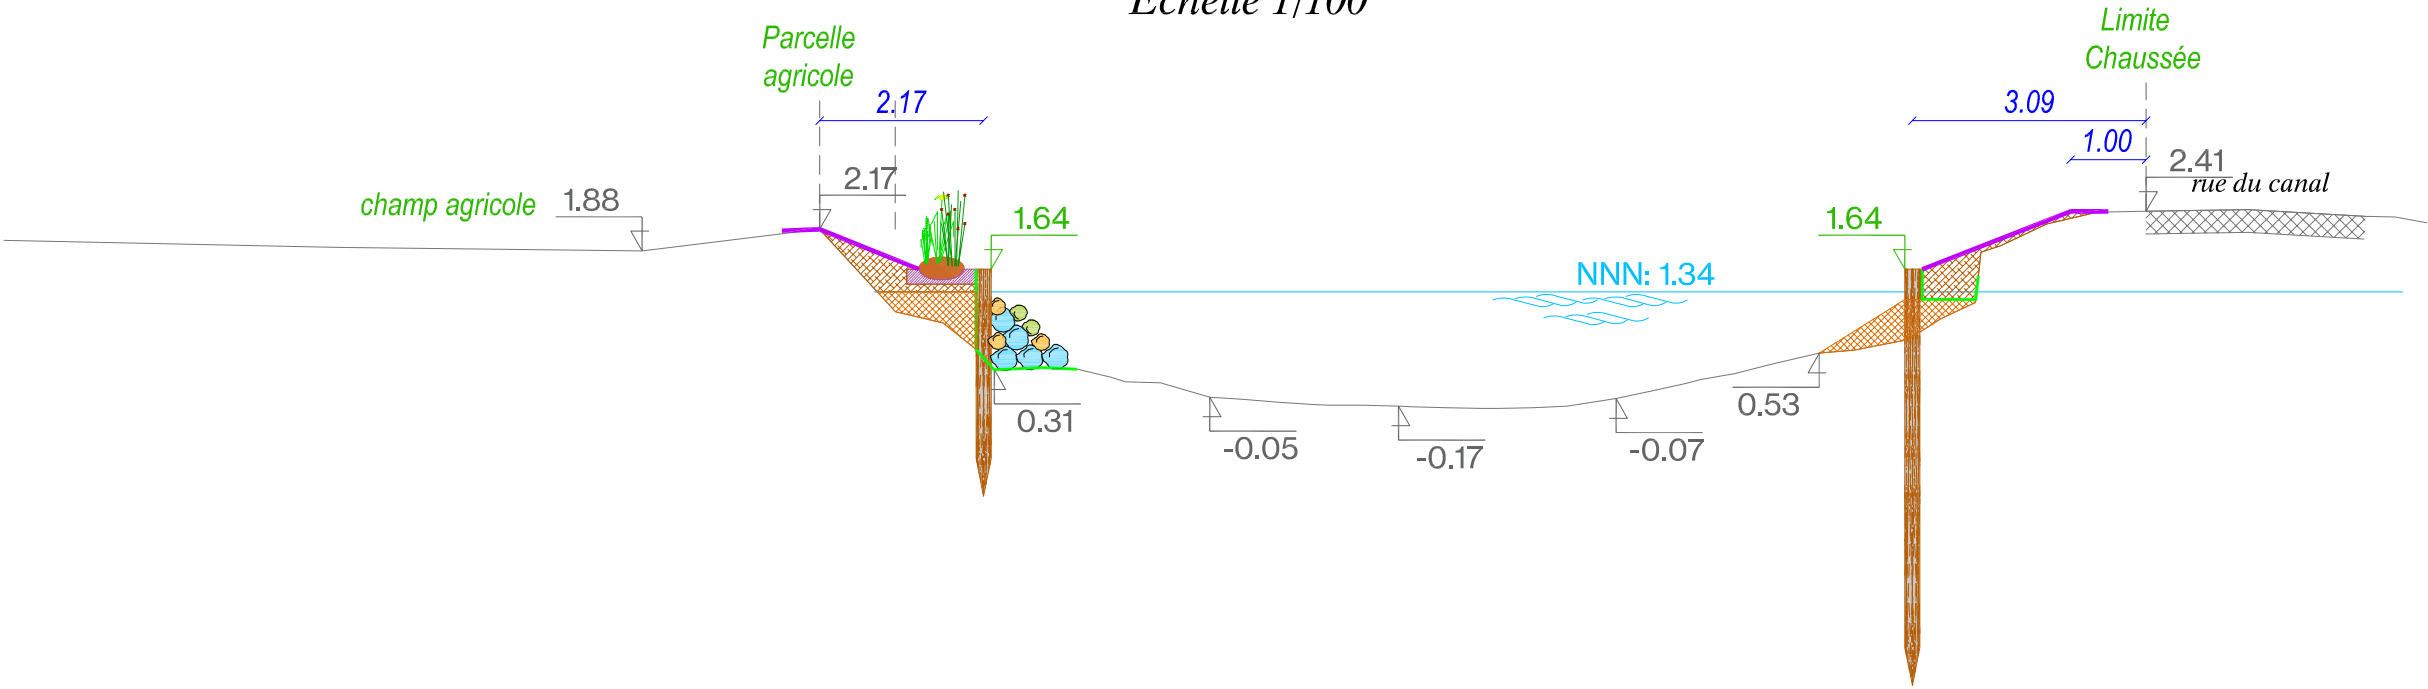 Echelle 1/100
Parcelle
agricole
Limite
Chaussée
2.17
3.09
1.00
2.17
2.41
rue du canal
champ agricole
1.88
1.64
1.64
NNN: 1.34
0.31
-0.05
-0.17
-0.07
0.53